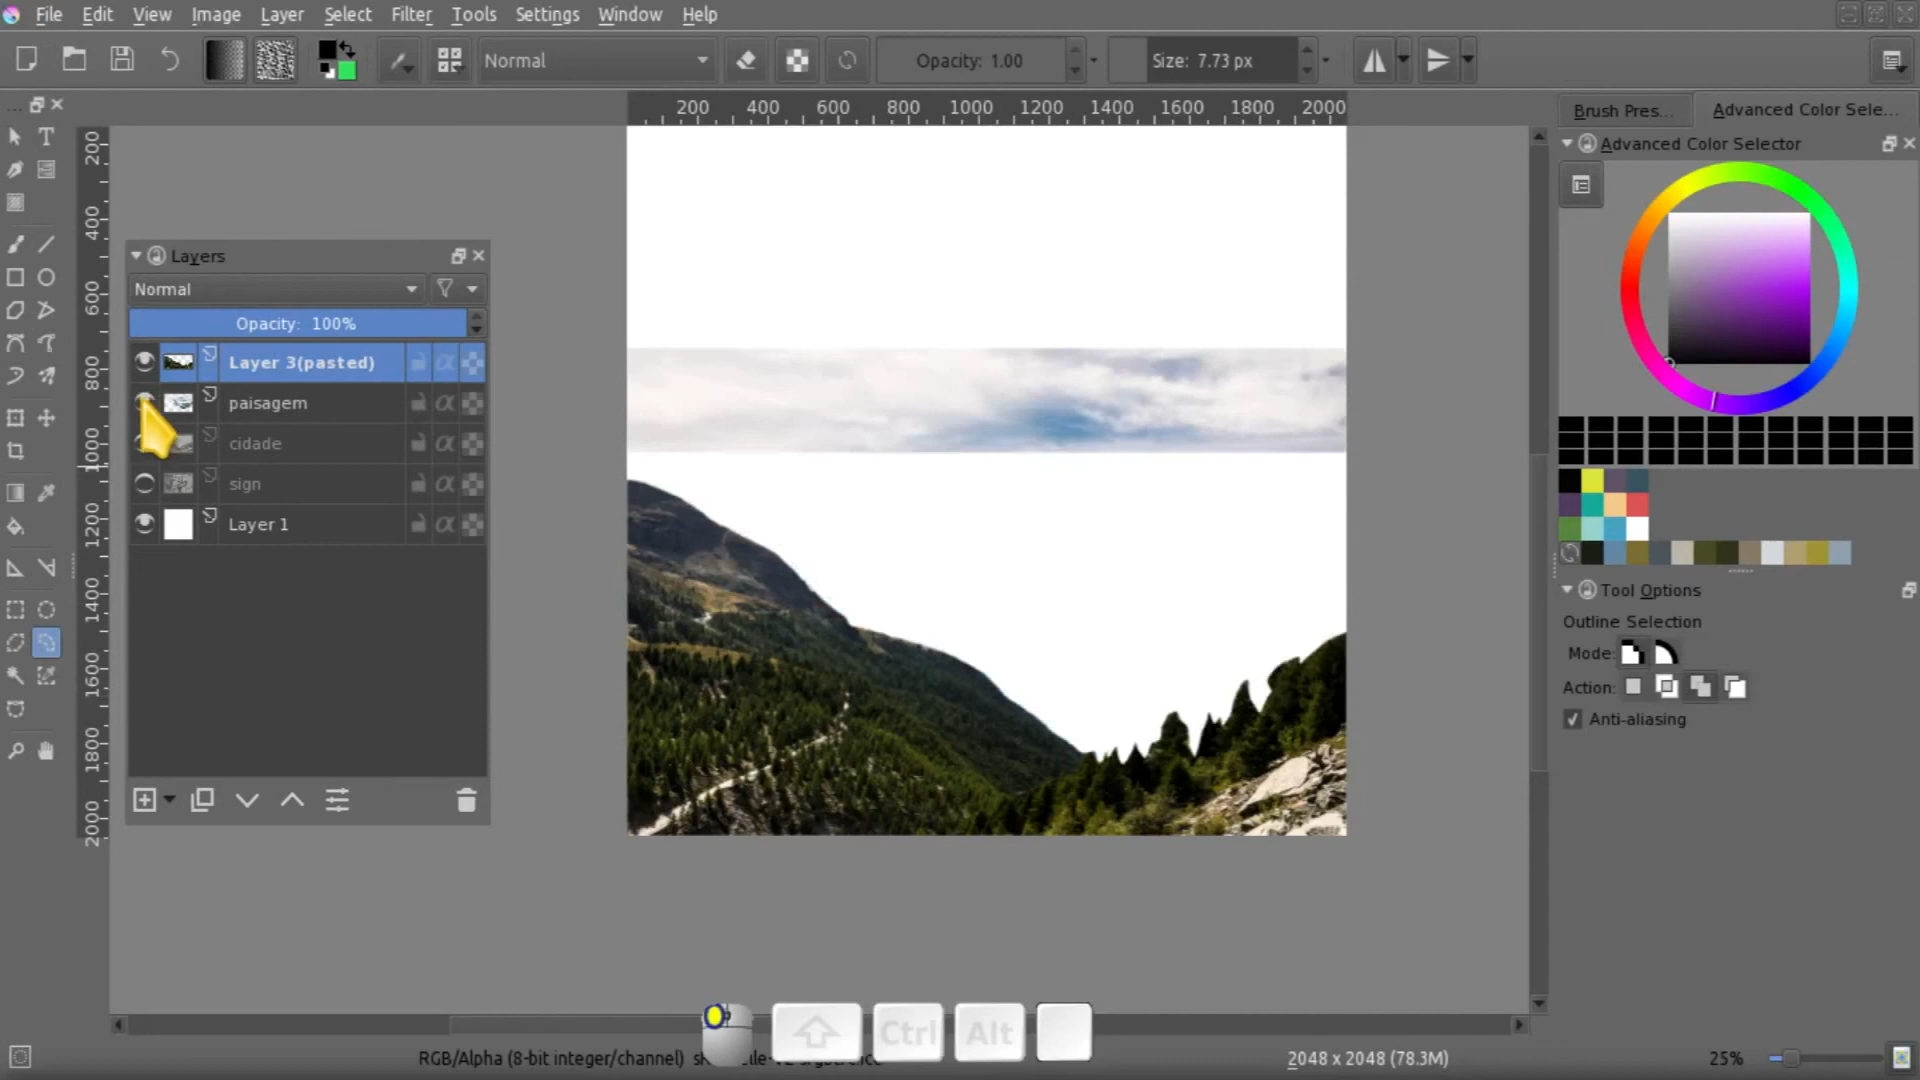 File Edit View Image Layer Select Filter Tools Settings Window Help
Normal Opacity: 1.00 Size: 7.73 px
200 400 600 800 1000 1200 1400 1600 1800 2000
Brush Pres... Advanced Color Sele...
Advanced Color Selector
200
400
600
800
1000
1200
1400
1600
1800
2000
Layers
Normal
Opacity: 100%
Layer 3(pasted)
paisagem
cidade
sign
Layer 1
Tool Options
Outline Selection
Mode:
Action:
Anti-aliasing
Ctrl Alt
RGB/Alpha (8-bit integer/channel)
2048 x 2048 (78.3M)
25%